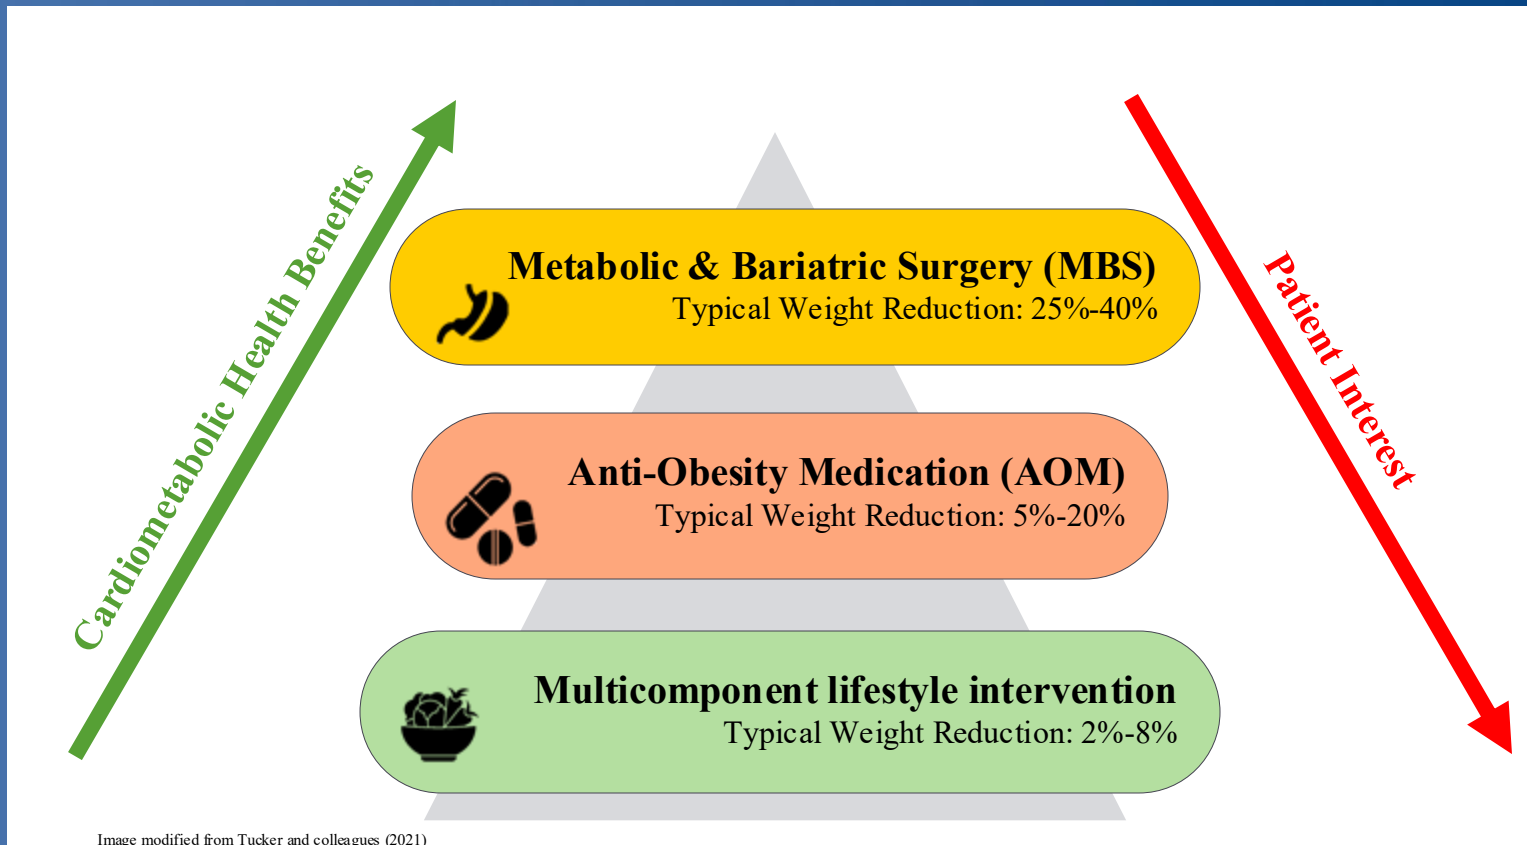 Cardiometabolic Health Benefits
Patient Interest
Metabolic & Bariatric Surgery (MBS)
Typical Weight Reduction: 25%-40%
Anti-Obesity Medication (AOM)
Typical Weight Reduction: 5%-20%
Multicomponent lifestyle intervention
Typical Weight Reduction: 2%-8%
Image modified from Tucker and colleagues (2021)